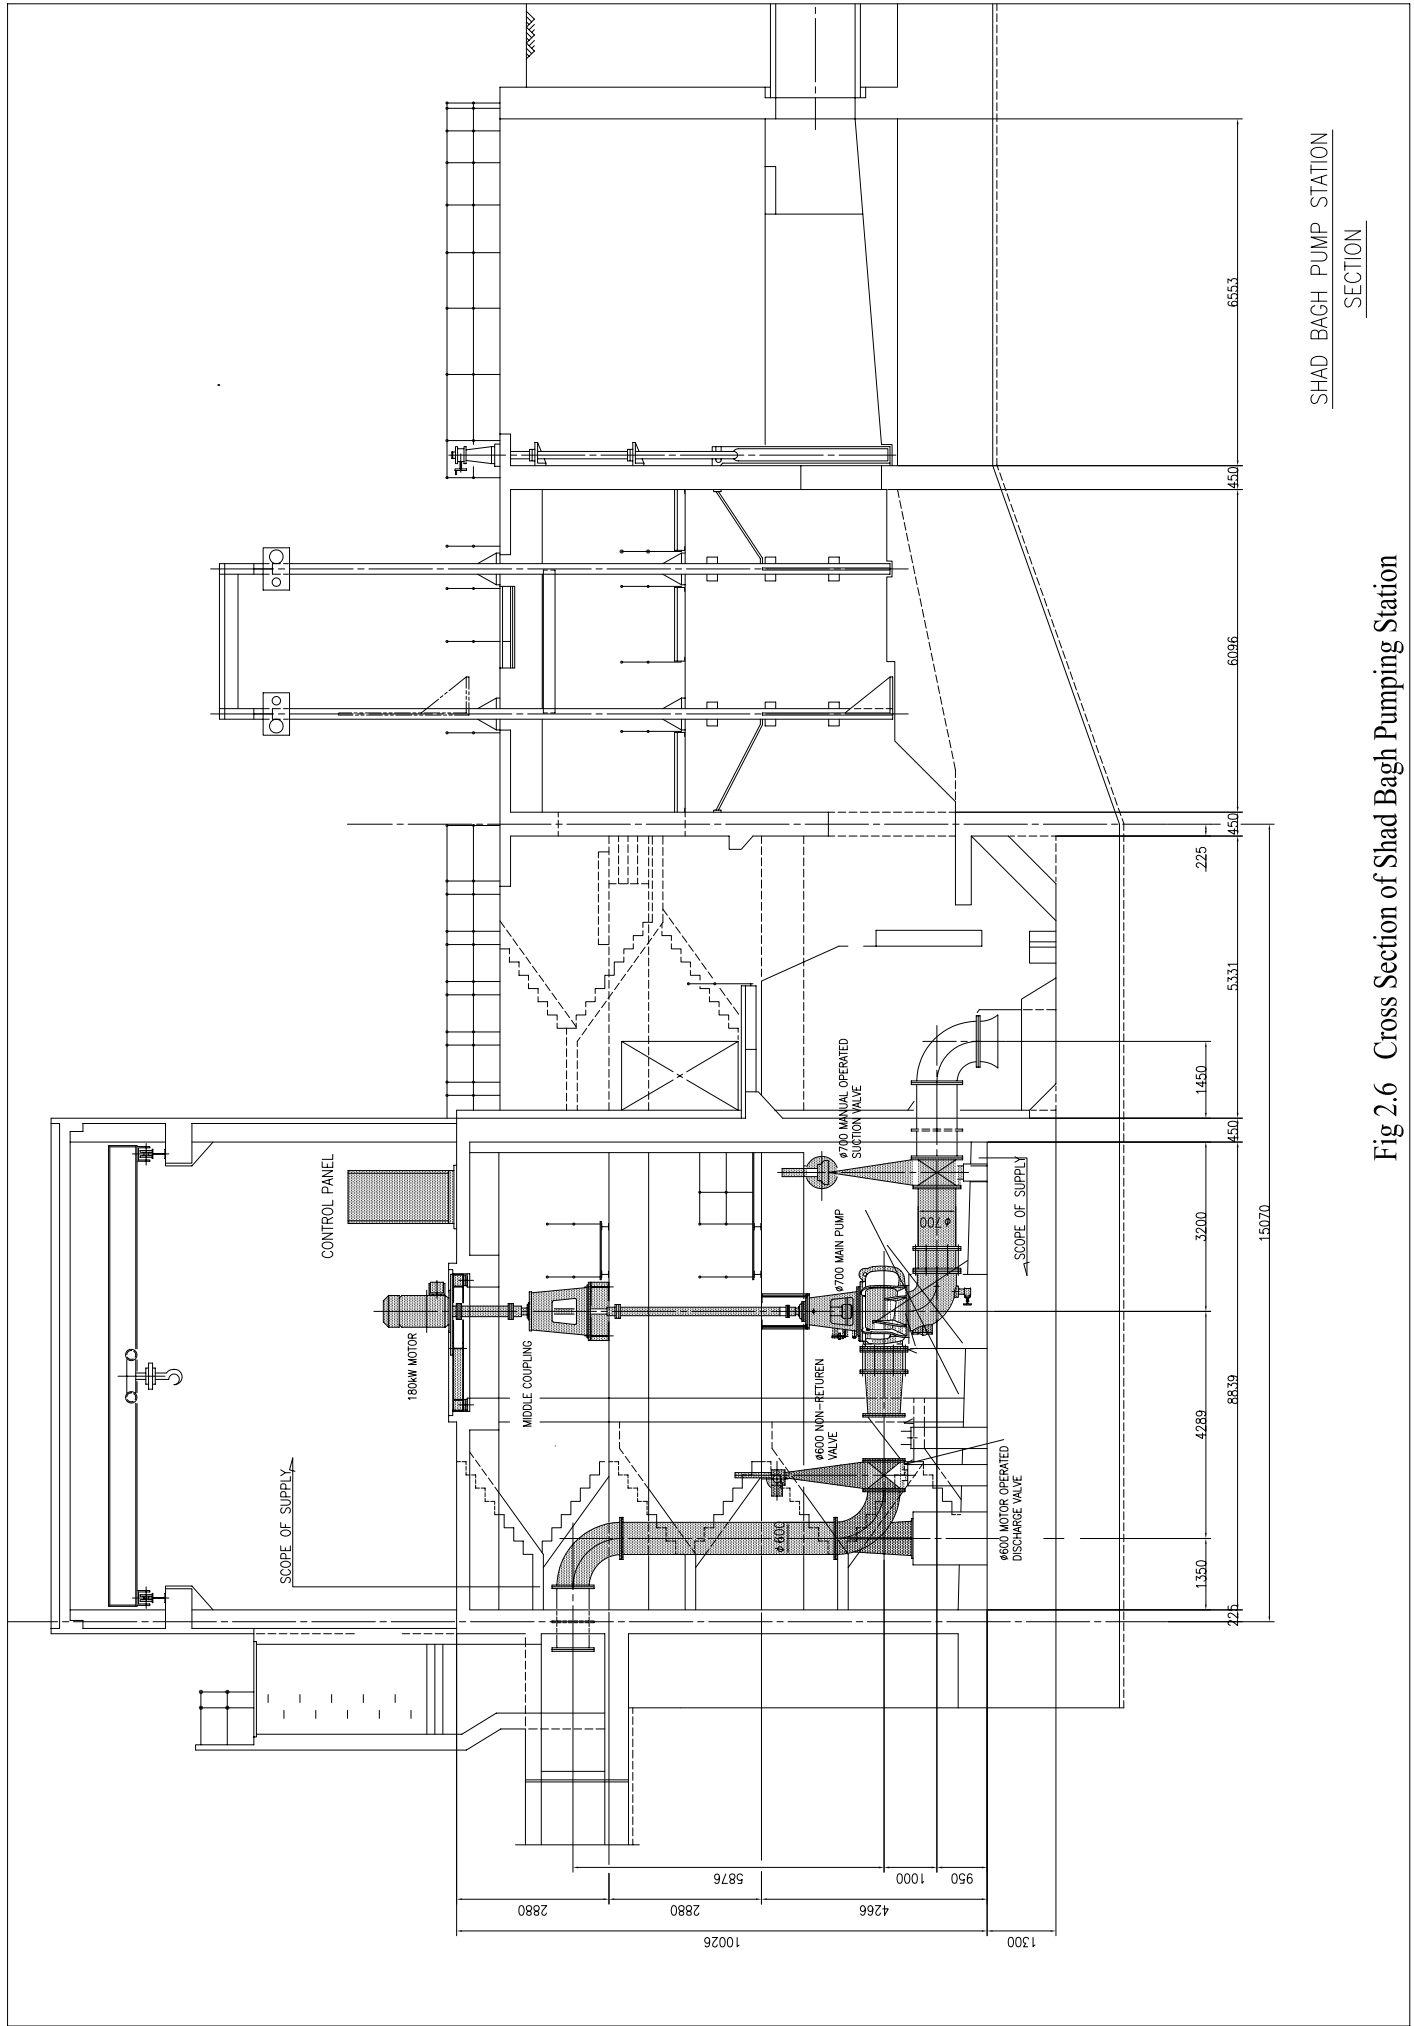 CONTROL PANEL
180kW MOTOR
SCOPE OF SUPPLY
MIDDLE COUPLING
ø700 MANUAL OPERATED
SUCTION VALVE
ø700 MAIN PUMP
ø600 NON-RETUREN
VALVE
ø600
ø700
SCOPE OF SUPPLY
ø600 MOTOR OPERATED
DISCHARGE VALVE
2880
2880
4266
10026
1300
5876
1000
950
1350
4289
3200
1450
225
225
8839
450
5331
450
6096
450
6553
15070
SHAD BAGH PUMP STATION
SECTION
Fig 2.6 Cross Section of Shad Bagh Pumping Station